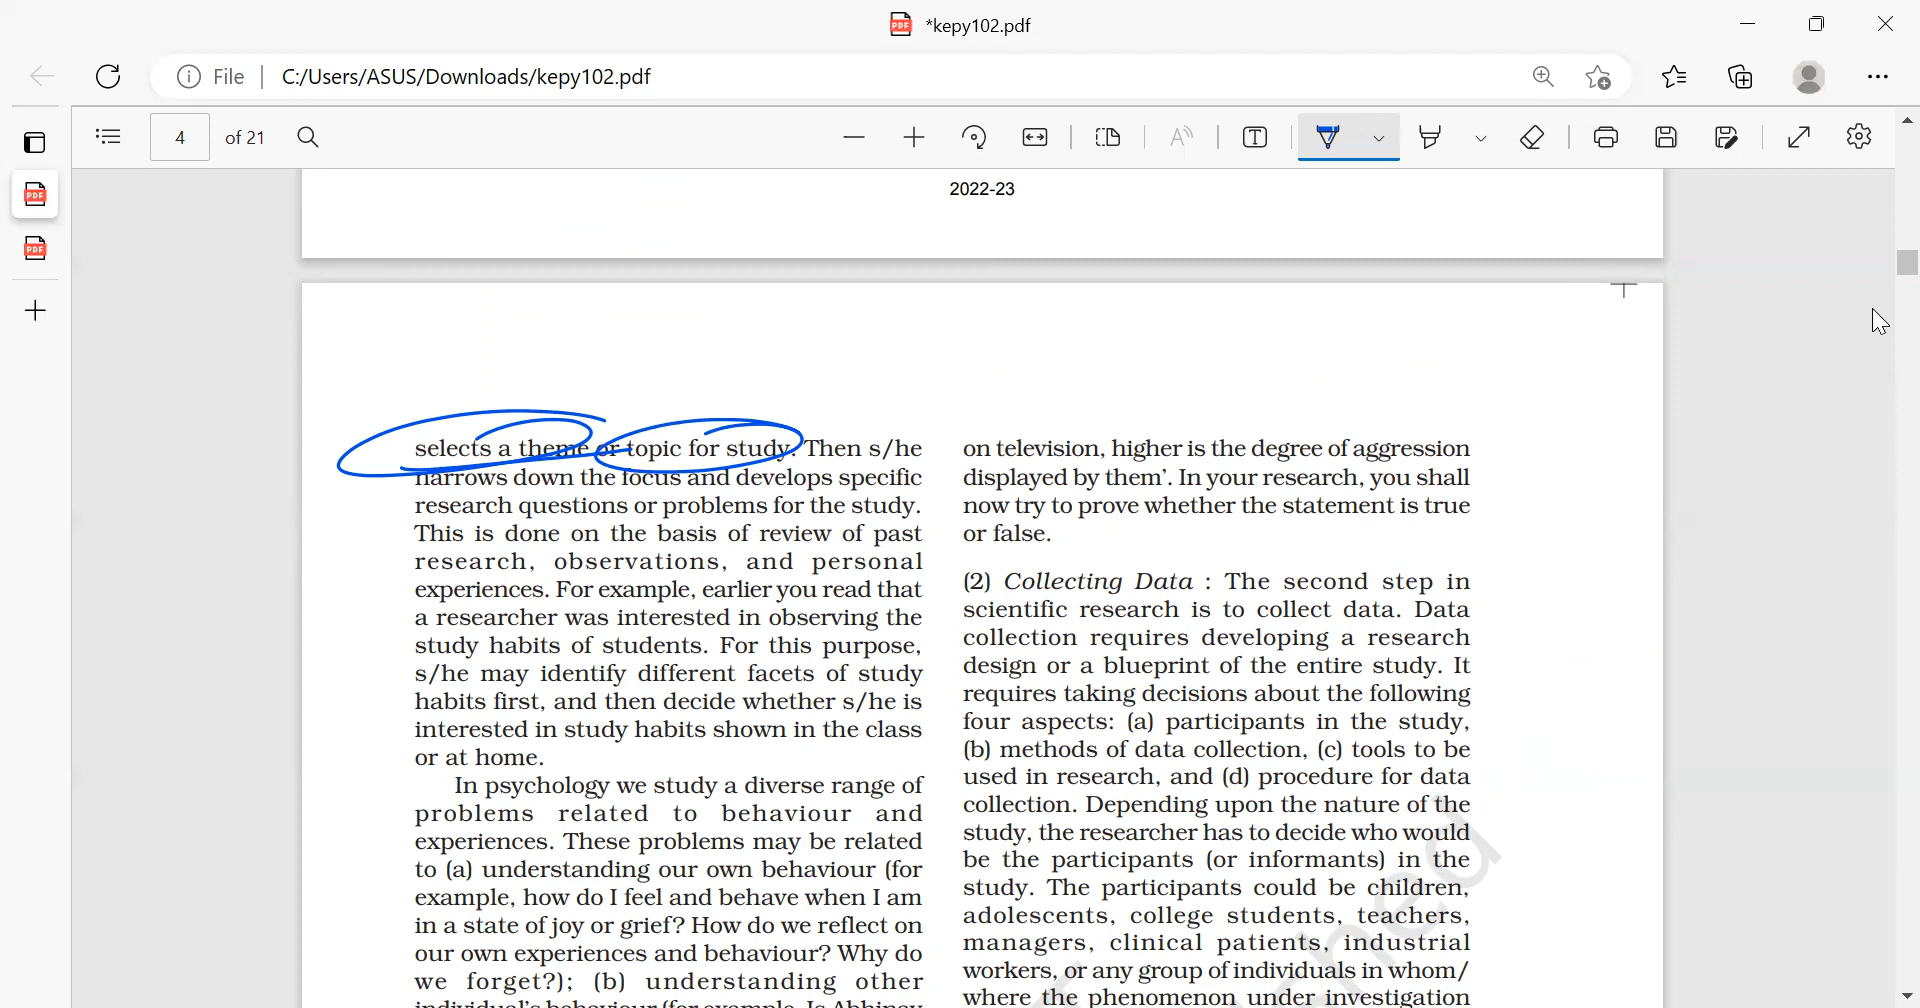 *kepy102.pdf
File
C:/Users/ASUS/Downloads/kepy102.pdf
4 of 21
2022-23
selects a theme or topic for study. Then s/he
narrows down the focus and develops specific
research questions or problems for the study.
This is done on the basis of review of past
research, observations, and personal
experiences. For example, earlier you read that
a researcher was interested in observing the
study habits of students. For this purpose,
s/he may identify different facets of study
habits first, and then decide whether s/he is
interested in study habits shown in the class
or at home.
In psychology we study a diverse range of
problems related to behaviour and
experiences. These problems may be related
to (a) understanding our own behaviour (for
example, how do I feel and behave when I am
in a state of joy or grief? How do we reflect on
our own experiences and behaviour? Why do
we forget?); (b) understanding other
individual's behaviour (for example, Is Abhinav
on television, higher is the degree of aggression
displayed by them’. In your research, you shall
now try to prove whether the statement is true
or false.
(2) Collecting Data : The second step in
scientific research is to collect data. Data
collection requires developing a research
design or a blueprint of the entire study. It
requires taking decisions about the following
four aspects: (a) participants in the study,
(b) methods of data collection, (c) tools to be
used in research, and (d) procedure for data
collection. Depending upon the nature of the
study, the researcher has to decide who would
be the participants (or informants) in the
study. The participants could be children,
adolescents, college students, teachers,
managers, clinical patients, industrial
workers, or any group of individuals in whom/
where the phenomenon under investigation